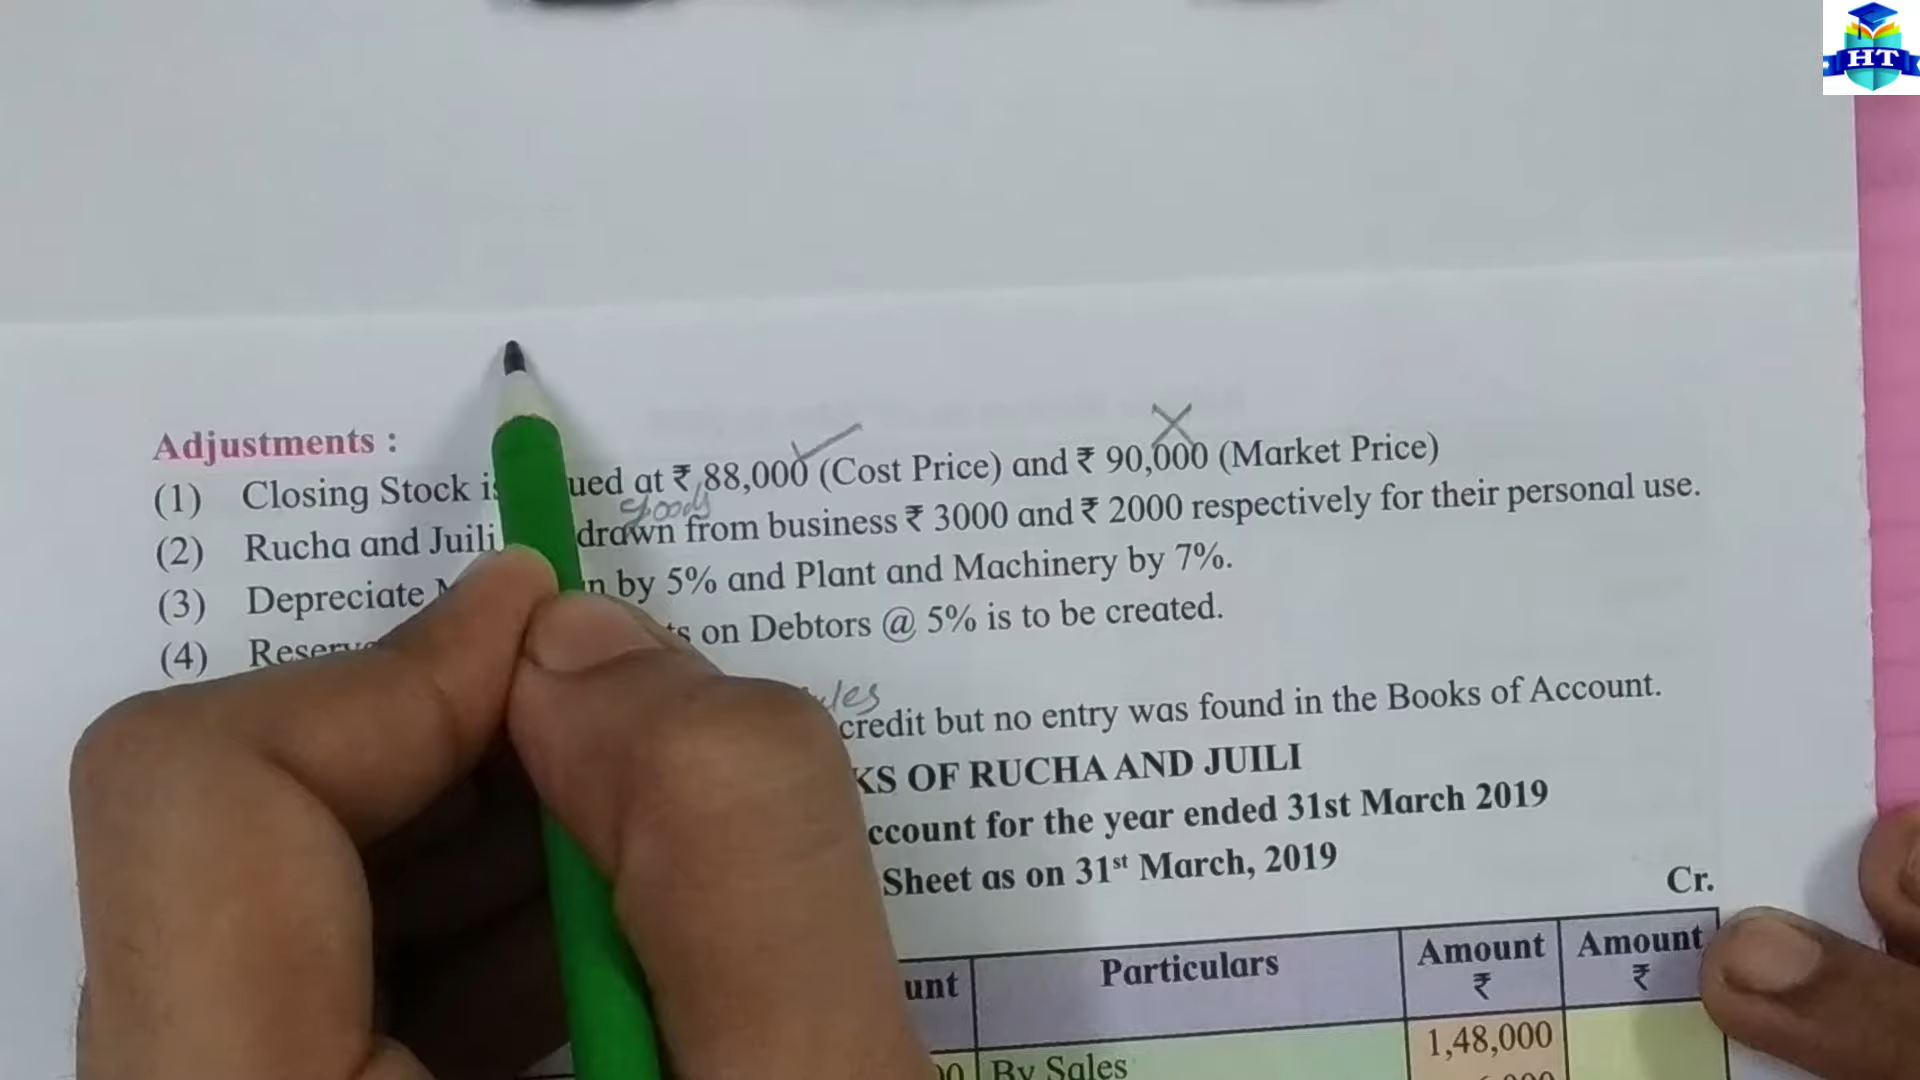 HT
Adjustments :
(1) Closing Stock is ued at ₹ 88,000 (Cost Price) and ₹ 90,000 (Market Price)
goods
(2) Rucha and Juili drawn from business ₹ 3000 and ₹ 2000 respectively for their personal use.
(3) Depreciate by 5% and Plant and Machinery by 7%.
(4) on Debtors @ 5% is to be created.
credit but no entry was found in the Books of Account.
KS OF RUCHA AND JUILI
ccount for the year ended 31st March 2019
Sheet as on 31st March, 2019
Cr.
unt Particulars Amount ₹ Amount ₹
By Sales 1,48,000